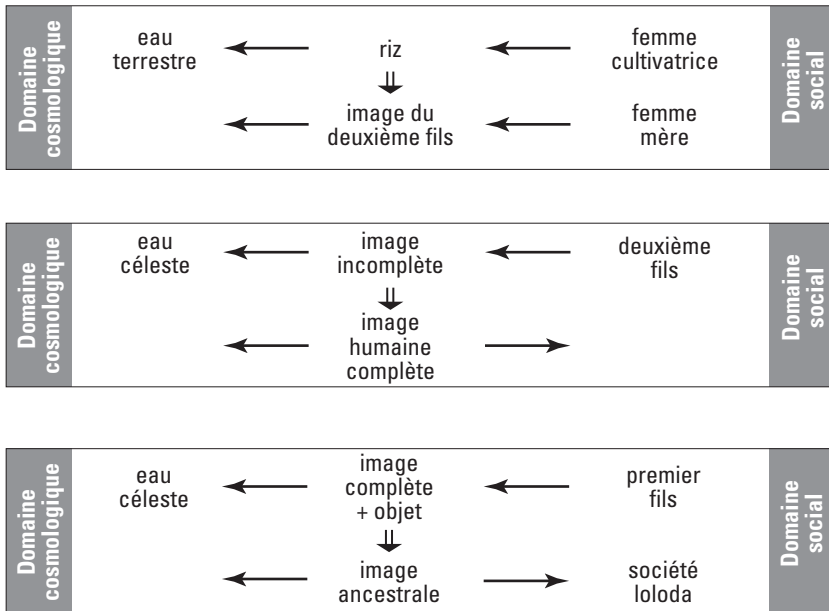 Domaine
cosmologique
eau
terrestre
riz
femme
cultivatrice
image du
deuxième fils
femme
mère
Domaine
social
Domaine
cosmologique
eau
céleste
image
incomplète
deuxième
fils
image
humaine
complète
Domaine
social
Domaine
cosmologique
eau
céleste
image
complète
+ objet
premier
fils
image
ancestrale
société
loloda
Domaine
social